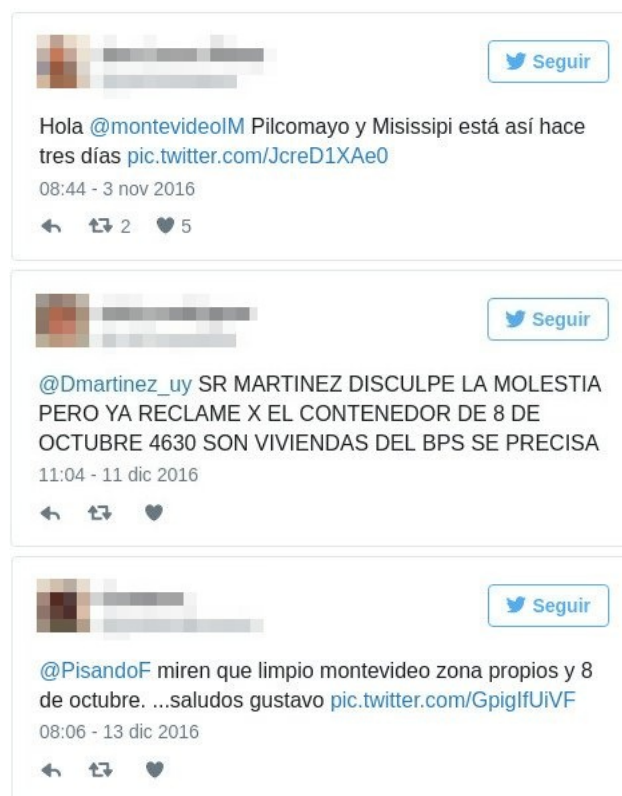 Seguir
Hola @montevideoIM Pilcomayo y Misissipi está así hace
tres días pic.twitter.com/JcreD1XAe0
08:44 - 3 nov 2016
2 5
Seguir
@Dmartinez_uy SR MARTINEZ DISCULPE LA MOLESTIA
PERO YA RECLAME X EL CONTENEDOR DE 8 DE
OCTUBRE 4630 SON VIVIENDAS DEL BPS SE PRECISA
11:04 - 11 dic 2016
Seguir
@PisandoF miren que limpio montevideo zona propios y 8
de octubre. ...saludos gustavo pic.twitter.com/GpigIfUiVF
08:06 - 13 dic 2016